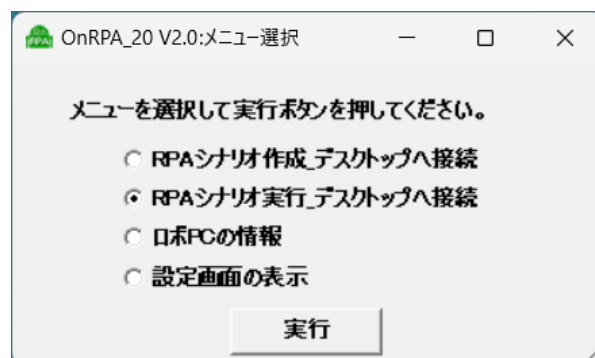 OnRPA_20 V2.0:メニュー選択
メニューを選択して実行ボタンを押してください。
RPAシナリオ作成_デスクトップへ接続
RPAシナリオ実行_デスクトップへ接続
ロボPCの情報
設定画面の表示
実行